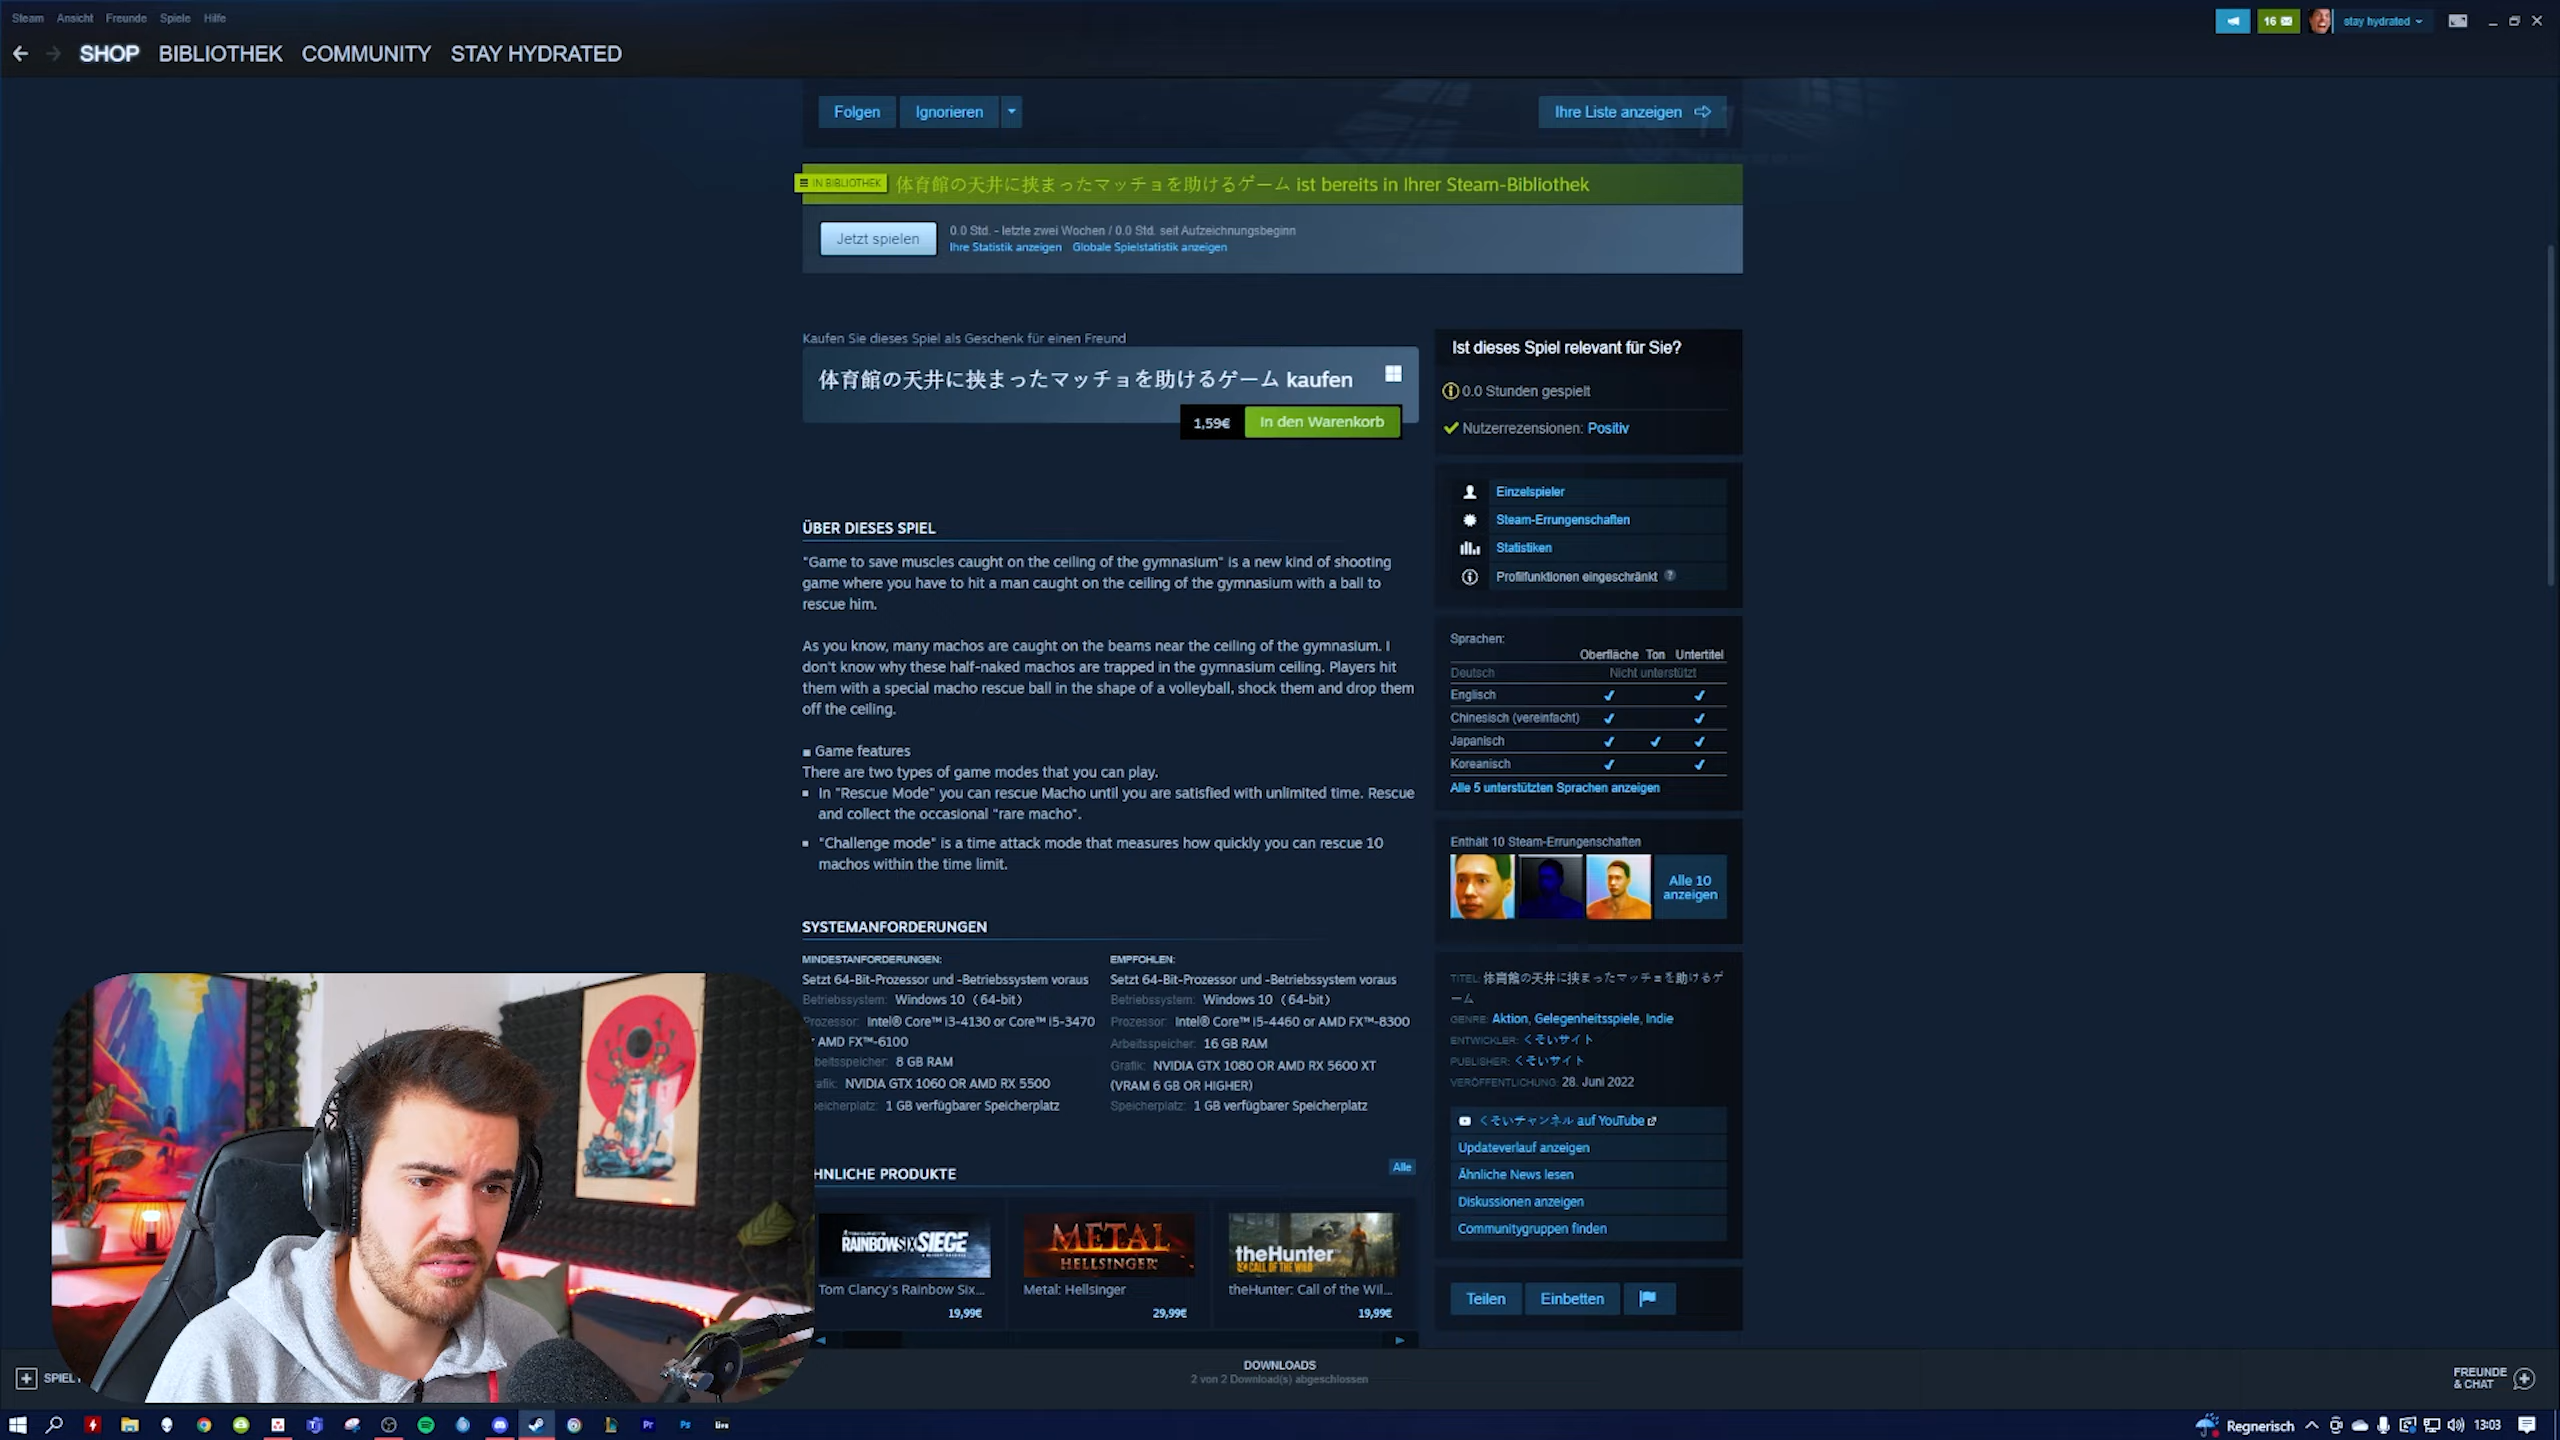 Steam Ansicht Freunde Spiele Hilfe
16
stay hydrated
SHOP BIBLIOTHEK COMMUNITY STAY HYDRATED
Folgen Ignorieren
Ihre Liste anzeigen
IN BIBLIOTHEK 体育館の天井に挟まったマッチョを助けるゲーム ist bereits in Ihrer Steam-Bibliothek
Jetzt spielen
0.0 Std. - letzte zwei Wochen / 0.0 Std. seit Aufzeichnungsbeginn
Ihre Statistik anzeigen Globale Spielstatistik anzeigen
Kaufen Sie dieses Spiel als Geschenk für einen Freund
体育館の天井に挟まったマッチョを助けるゲーム kaufen
1,59€ In den Warenkorb
ÜBER DIESES SPIEL
"Game to save muscles caught on the ceiling of the gymnasium" is a new kind of shooting
game where you have to hit a man caught on the ceiling of the gymnasium with a ball to
rescue him.
As you know, many machos are caught on the beams near the ceiling of the gymnasium. I
don't know why these half-naked machos are trapped in the gymnasium ceiling. Players hit
them with a special macho rescue ball in the shape of a volleyball, shock them and drop them
off the ceiling.
■ Game features
There are two types of game modes that you can play.
▪ In "Rescue Mode" you can rescue Macho until you are satisfied with unlimited time. Rescue
and collect the occasional "rare macho".
▪ "Challenge mode" is a time attack mode that measures how quickly you can rescue 10
machos within the time limit.
SYSTEMANFORDERUNGEN
MINDESTANFORDERUNGEN:
Setzt 64-Bit-Prozessor und -Betriebssystem voraus
Betriebssystem: Windows 10 (64-bit)
Prozessor: Intel® Core™ i3-4130 or Core™ i5-3470
AMD FX™-6100
beitsspeicher: 8 GB RAM
afik: NVIDIA GTX 1060 OR AMD RX 5500
eicherplatz: 1 GB verfügbarer Speicherplatz
EMPFOHLEN:
Setzt 64-Bit-Prozessor und -Betriebssystem voraus
Betriebssystem: Windows 10 (64-bit)
Prozessor: Intel® Core™ i5-4460 or AMD FX™-8300
Arbeitsspeicher: 16 GB RAM
Grafik: NVIDIA GTX 1080 OR AMD RX 5600 XT
(VRAM 6 GB OR HIGHER)
Speicherplatz: 1 GB verfügbarer Speicherplatz
HNLICHE PRODUKTE
Alle
RAINBOW SIX SIEGE
Tom Clancy's Rainbow Six...
19,99€
METAL
HELLSINGER
Metal: Hellsinger
29,99€
theHunter
CALL OF THE WILD
theHunter: Call of the Wil...
19,99€
Ist dieses Spiel relevant für Sie?
0.0 Stunden gespielt
Nutzerrezensionen: Positiv
Einzelspieler
Steam-Errungenschaften
Statistiken
Profilfunktionen eingeschränkt ?
Sprachen:
Oberfläche Ton Untertitel
Deutsch Nicht unterstützt
Englisch ✔ ✔
Chinesisch (vereinfacht) ✔ ✔
Japanisch ✔ ✔ ✔
Koreanisch ✔ ✔
Alle 5 unterstützten Sprachen anzeigen
Enthält 10 Steam-Errungenschaften
Alle 10
anzeigen
TITEL: 体育館の天井に挟まったマッチョを助けるゲ
ーム
GENRE: Aktion, Gelegenheitsspiele, Indie
ENTWICKLER: くそいサイト
PUBLISHER: くそいサイト
VERÖFFENTLICHUNG: 28. Juni 2022
くそいチャンネル auf YouTube
Updateverlauf anzeigen
Ähnliche News lesen
Diskussionen anzeigen
Communitygruppen finden
Teilen Einbetten
SPIEL
DOWNLOADS
2 von 2 Download(s) abgeschlossen
FREUNDE
& CHAT
Pr Ps Live
Regnerisch
13:03